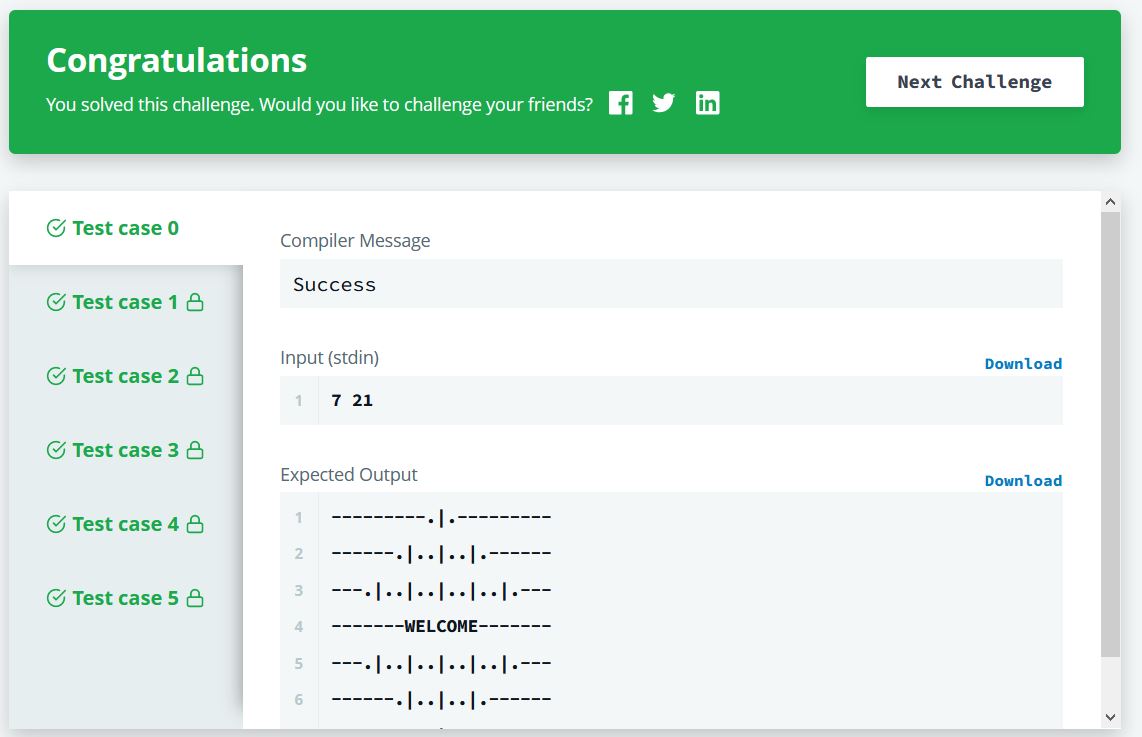 Congratulations
You solved this challenge. Would you like to challenge your friends?
Next Challenge
Test case 0
Test case 1
Test case 2
Test case 3
Test case 4
Test case 5
Compiler Message
Success
Input (stdin)
Download
1 7 21
Expected Output
Download
1 ---------.|.---------
2 ------.|..|..|.------
3 ---.|..|..|..|..|.---
4 -------WELCOME-------
5 ---.|..|..|..|..|.---
6 ------.|..|..|.------